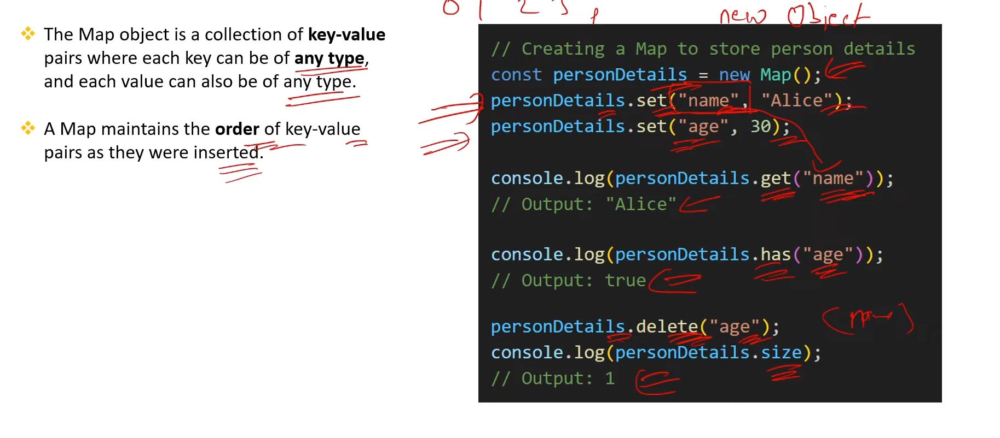 0 1 2 3 ,
new Object
❖ The Map object is a collection of key-value
pairs where each key can be of any type,
and each value can also be of any type.
❖ A Map maintains the order of key-value
pairs as they were inserted.
// Creating a Map to store person details
const personDetails = new Map();
personDetails.set("name", "Alice");
personDetails.set("age", 30);
console.log(personDetails.get("name"));
// Output: "Alice"
console.log(personDetails.has("age"));
// Output: true
personDetails.delete("age");
console.log(personDetails.size);
// Output: 1